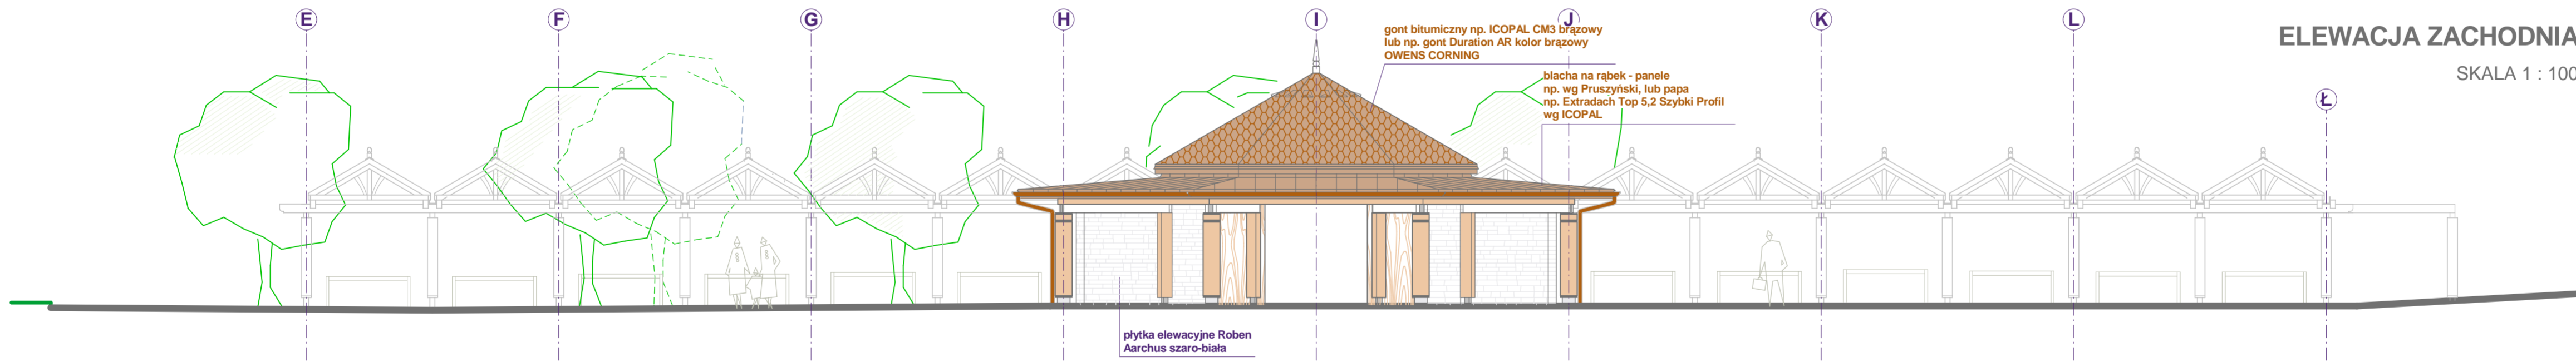 E
F
G
H
I
J
K
L
Ł
ELEWACJA ZACHODNIA
SKALA 1 : 100
gont bitumiczny np. ICOPAL CM3 brązowy
lub np. gont Duration AR kolor brązowy
OWENS CORNING
blacha na rąbek - panele
np. wg Pruszyński, lub papa
np. Extradach Top 5,2 Szybki Profil
wg ICOPAL
płytka elewacyjne Roben
Aarchus szaro-biała